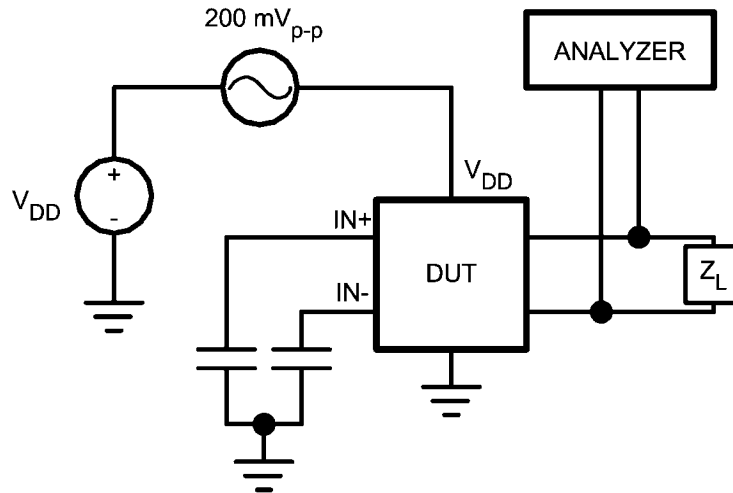 200 mVp-p
ANALYZER
VDD
+
-
VDD
IN+
IN-
DUT
ZL